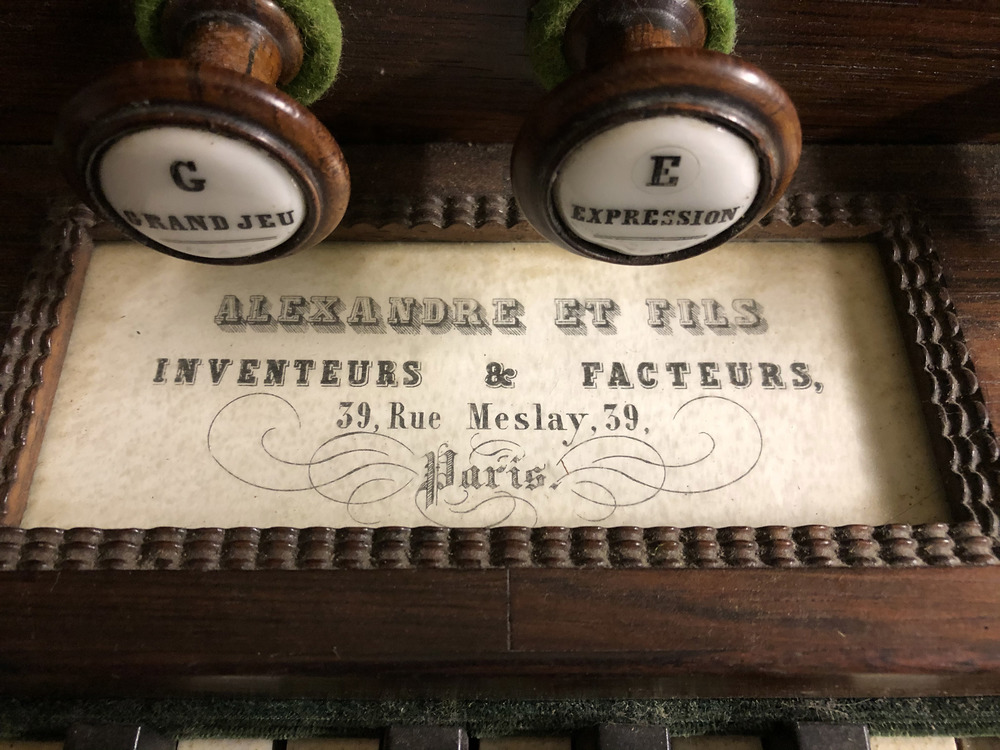 G
GRAND JEU
E
EXPRESSION
ALEXANDRE ET FILS
INVENTEURS & FACTEURS,
39, Rue Meslay, 39,
Paris.